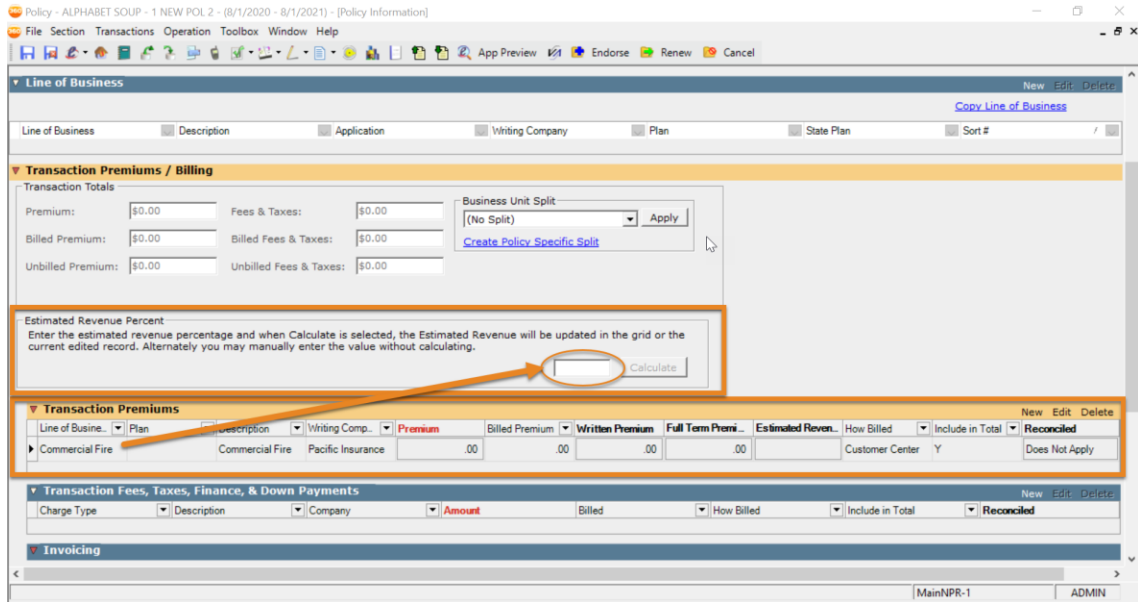 Policy - ALPHABET SOUP - 1 NEW POL 2 - (8/1/2020 - 8/1/2021) - [Policy Information]
File Section Transactions Operation Toolbox Window Help
App Preview Endorse Renew Cancel
Line of Business New Edit Delete
Copy Line of Business
Line of Business Description Application Writing Company Plan State Plan Sort # /
Transaction Premiums / Billing
Transaction Totals
Premium: $0.00 Fees & Taxes: $0.00 Business Unit Split
(No Split) Apply
Billed Premium: $0.00 Billed Fees & Taxes: $0.00 Create Policy Specific Split
Unbilled Premium: $0.00 Unbilled Fees & Taxes: $0.00
Estimated Revenue Percent
Enter the estimated revenue percentage and when Calculate is selected, the Estimated Revenue will be updated in the grid or the
current edited record. Alternately you may manually enter the value without calculating.
Calculate
Transaction Premiums New Edit Delete
Line of Busine.. Plan Description Writing Comp.. Premium Billed Premium Written Premium Full Term Premi... Estimated Reven.. How Billed Include in Total Reconciled
Commercial Fire Commercial Fire Pacific Insurance .00 .00 .00 .00 Customer Center Y Does Not Apply
Transaction Fees, Taxes, Finance, & Down Payments New Edit Delete
Charge Type Description Company Amount Billed How Billed Include in Total Reconciled
Invoicing
MainNPR-1 ADMIN